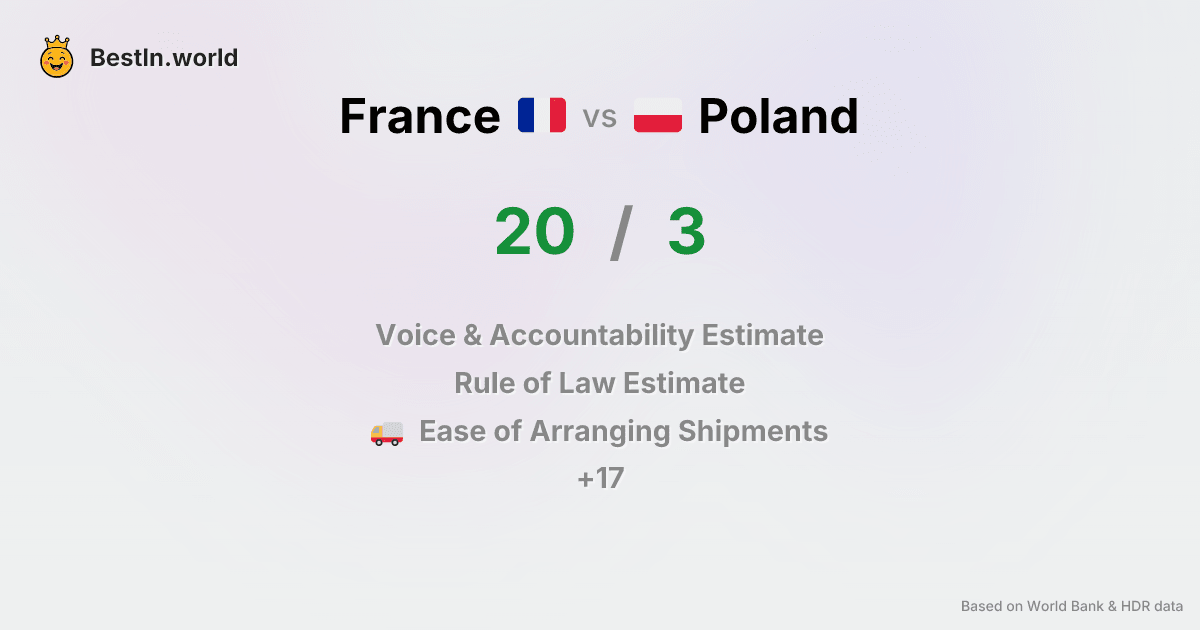 BestIn.world
France vs Poland
20 / 3
Voice & Accountability Estimate
Rule of Law Estimate
Ease of Arranging Shipments
+17
Based on World Bank & HDR data